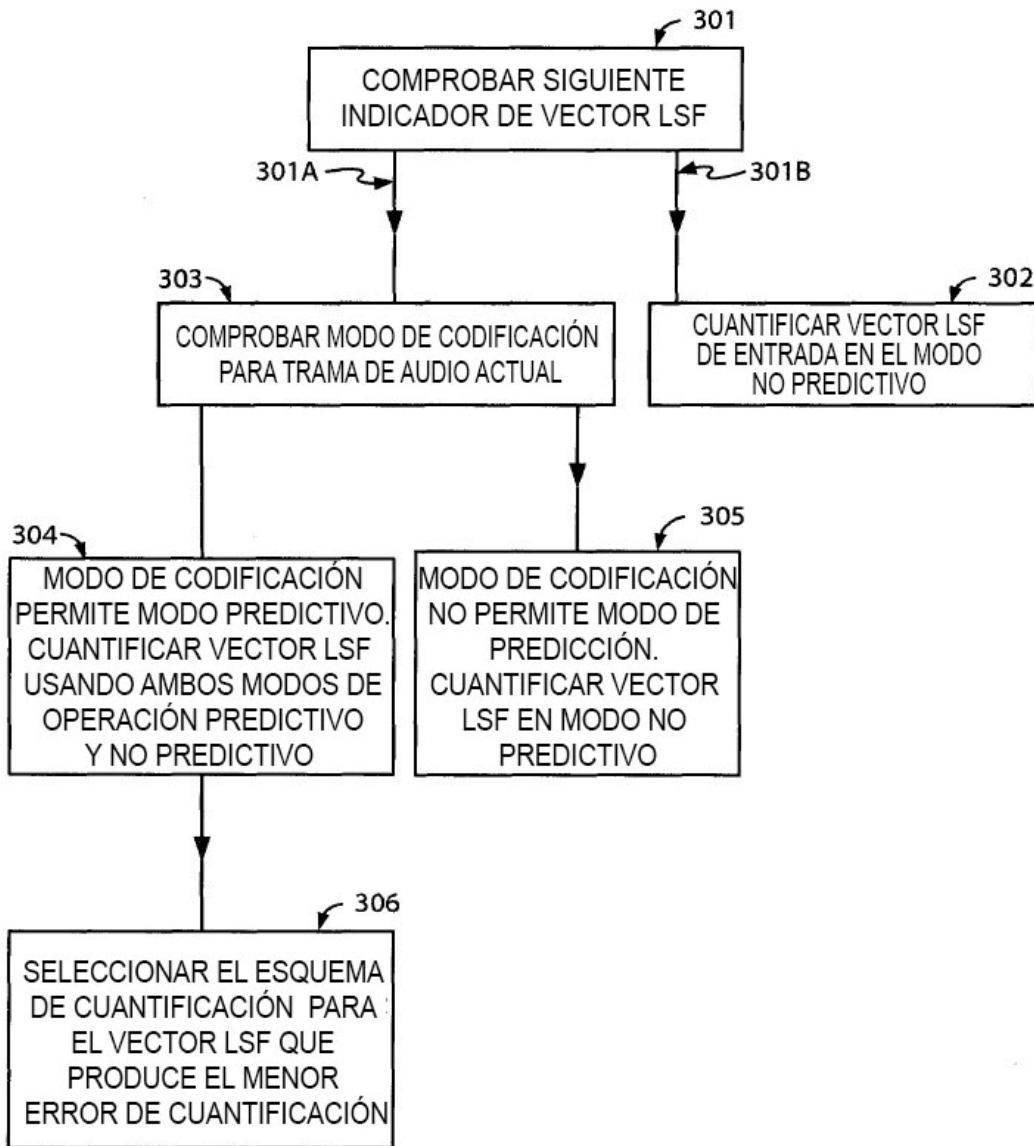 301
COMPROBAR SIGUIENTE
INDICADOR DE VECTOR LSF
301A
301B
303
COMPROBAR MODO DE CODIFICACIÓN
PARA TRAMA DE AUDIO ACTUAL
302
CUANTIFICAR VECTOR LSF
DE ENTRADA EN EL MODO
NO PREDICTIVO
304
MODO DE CODIFICACIÓN
PERMITE MODO PREDICTIVO.
CUANTIFICAR VECTOR LSF
USANDO AMBOS MODOS DE
OPERACIÓN PREDICTIVO
Y NO PREDICTIVO
305
MODO DE CODIFICACIÓN
NO PERMITE MODO DE
PREDICCIÓN.
CUANTIFICAR VECTOR
LSF EN MODO NO
PREDICTIVO
306
SELECCIONAR EL ESQUEMA
DE CUANTIFICACIÓN PARA
EL VECTOR LSF QUE
PRODUCE EL MENOR
ERROR DE CUANTIFICACIÓN